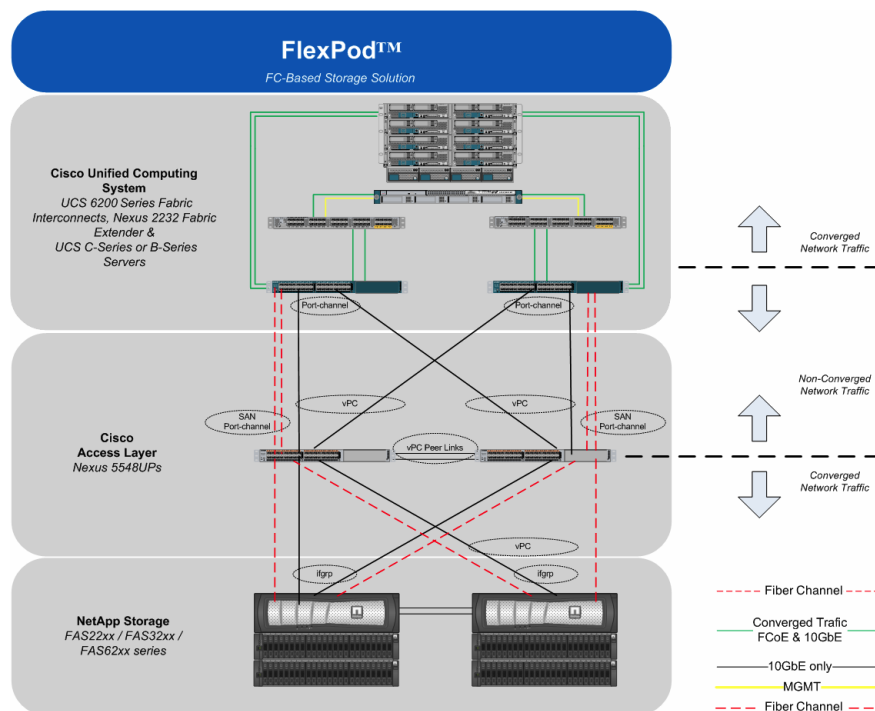 FlexPod™
FC-Based Storage Solution
Cisco Unified Computing
System
UCS 6200 Series Fabric
Interconnects, Nexus 2232 Fabric
Extender &
UCS C-Series or B-Series
Servers
Converged
Network Traffic
Port-channel
Port-channel
Non-Converged
Network Traffic
vPC
vPC
SAN
Port-channel
SAN
Port-channel
Cisco
Access Layer
Nexus 5548UPs
vPC Peer Links
Converged
Network Traffic
vPC
ifgrp
ifgrp
NetApp Storage
FAS22xx / FAS32xx /
FAS62xx series
Fiber Channel
Converged Trafic
FCoE & 10GbE
10GbE only
MGMT
Fiber Channel